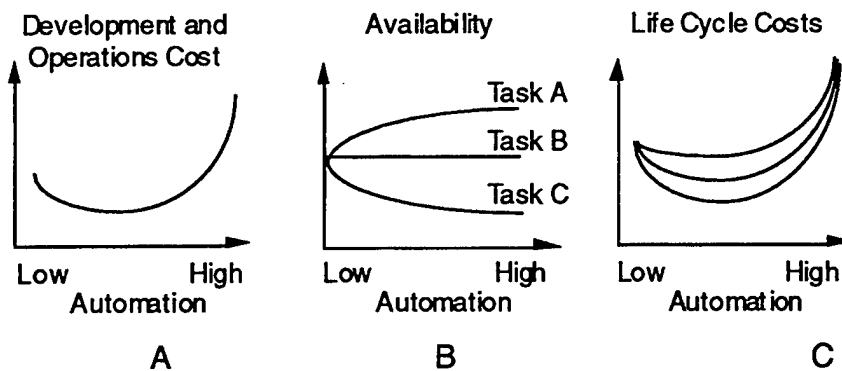 Development and
Operations Cost
Low High
Automation
A
Availability
Task A
Task B
Task C
Low High
Automation
B
Life Cycle Costs
Low High
Automation
C